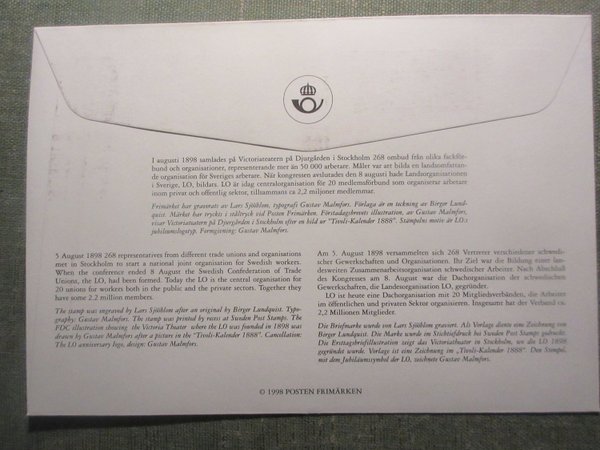 I augusti 1898 samlades på Victoriateatern på Djurgården i Stockholm 268 ombud från olika fackför-
bund och organisationer, representerande mer än 50 000 arbetare. Målet var att bilda en landsomfattan-
de organisation för Sveriges arbetare. När kongressen avslutades den 8 augusti hade Landsorganisationen
i Sverige, LO, bildats. LO är idag centralorganisation för 20 medlemsförbund som organiserar arbetare
inom privat och offentlig sektor, tillsammans ca 2,2 miljoner medlemmar.
Frimärket har graverats av Lars Sjööblom, typografi Gustav Malmfors. Förlaga är en teckning av Birger Lund-
quist. Märket har tryckts i ståltryck vid Posten Frimärken. Förstadagsbrevets illustration, av Gustav Malmfors,
visar Victoriateatern på Djurgården i Stockholm efter en bild ur "Tivoli-Kalender 1888". Stämpelns motiv är LO:s
jubileumslogotyp. Formgivning: Gustav Malmfors.
5 August 1898 268 representatives from different trade unions and organisations
met in Stockholm to start a national joint organisation for Swedish workers.
When the conference ended 8 August the Swedish Confederation of Trade
Unions, the LO, had been formed. Today the LO is the central organisation for
20 unions for workers both in the public and the private sectors. Together they
have some 2.2 million members.
The stamp was engraved by Lars Sjööblom after an original by Birger Lundquist. Typo-
graphy: Gustav Malmfors. The stamp was printed by recess at Sweden Post Stamps. The
FDC illustration showing the Victoria Theater where the LO was founded in 1898 was
drawn by Gustav Malmfors after a picture in the "Tivoli-Kalender 1888". Cancellation:
The LO anniversary logo, design: Gustav Malmfors.
Am 5. August 1898 versammelten sich 268 Vertreter verschiedener schwedi-
scher Gewerkschaften und Organisationen. Ihr Ziel war die Bildung einer lan-
desweiten Zusammenarbeitsorganisation schwedischer Arbeiter. Nach Abschluß
des Kongresses am 8. August war die Dachorganisation der schwedischen
Gewerkschaften, die Landesorganisation LO, gegründet.
LO ist heute eine Dachorganisation mit 20 Mitgliedverbänden, die Arbeiter
im öffentlichen und privaten Sektor organisieren. Insgesamt hat der Verband ca.
2,2 Millionen Mitglieder.
Die Briefmarke wurde von Lars Sjööblom graviert. Als Vorlage diente eine Zeichnung von
Birger Lundquist. Die Marke wurde im Stichtiefdruck bei Sweden Post Stamps gedruckt.
Die Ersttagsbriefillustration zeigt das Victoriatheater in Stockholm, wo die LO 1898
gegründet wurde. Vorlage ist eine Zeichnung im „Tivoli-Kalender 1888". Den Stempel,
mit dem Jubiläumssymbol der LO, zeichnete Gustav Malmfors.
© 1998 POSTEN FRIMÄRKEN